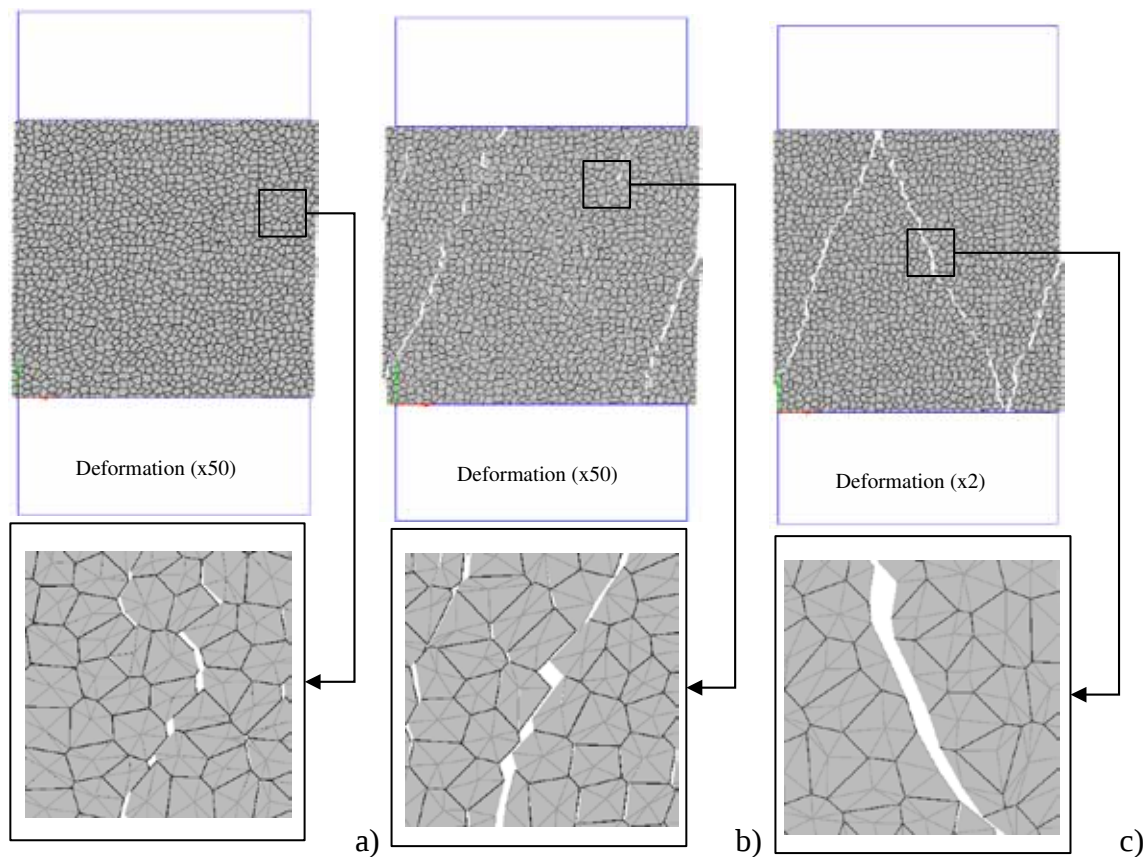 Deformation (x50)
Deformation (x50)
Deformation (x2)
a)
b)
c)